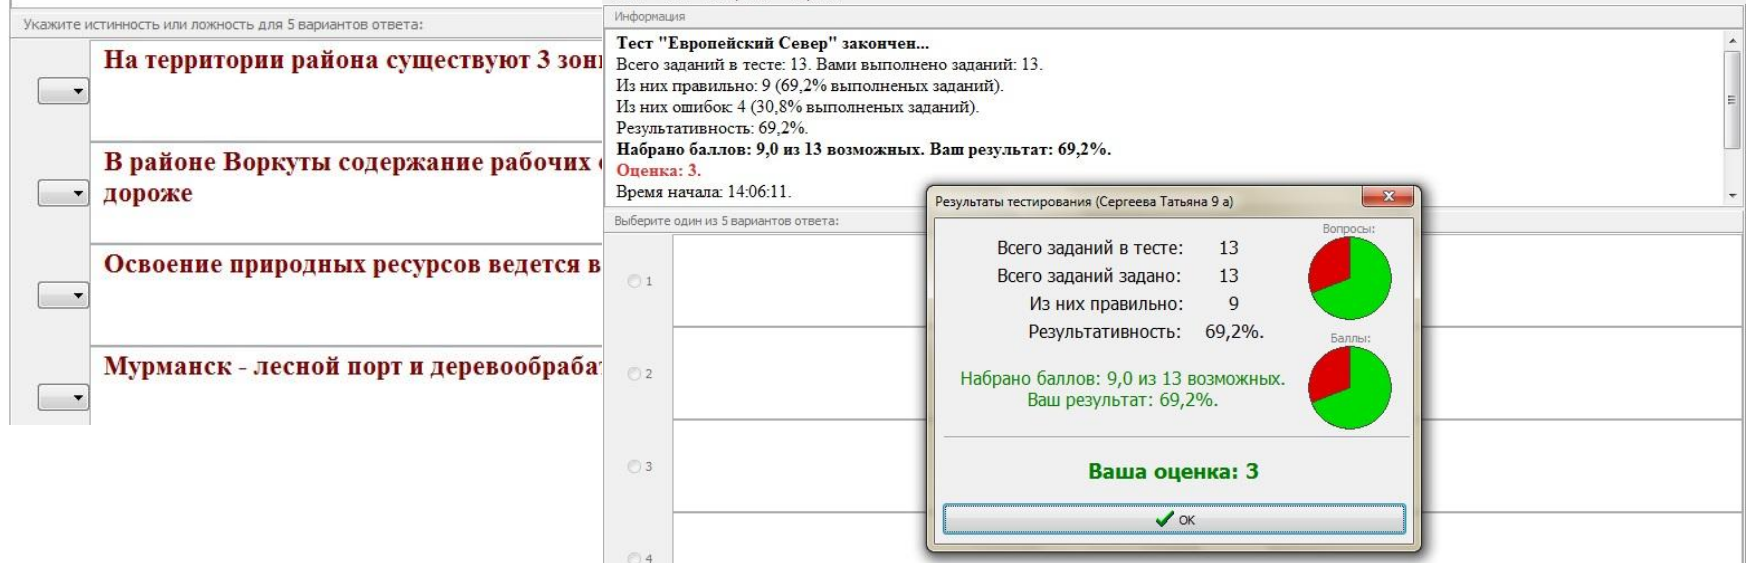 Укажите истинность или ложность для 5 вариантов ответа:
На территории района существуют 3
В районе Воркуты содержание рабочих
дороже
Освоение природных ресурсов ведется в
Мурманск - лесной порт и
Информация
Тест "Европейский Север" закончен...
Всего заданий в тесте: 13. Вами выполнено заданий: 13.
Из них правильно: 9 (69,2% выполненых заданий).
Из них ошибок: 4 (30,8% выполненых заданий).
Результативность: 69,2%.
Набрано баллов: 9,0 из 13 возможных. Ваш результат: 69,2%.
Оценка: 3.
Время начала: 14:06:11.
Выберите один из 5 вариантов ответа:
1
2
3
4
Результаты тестирования (Сергеева Татьяна 9 а)
Вопросы:
Всего заданий в тесте: 13
Всего заданий задано: 13
Из них правильно: 9
Результативность: 69,2%.
Баллы:
Набрано баллов: 9,0 из 13 возможных.
Ваш результат: 69,2%.
Ваша оценка: 3
ОК